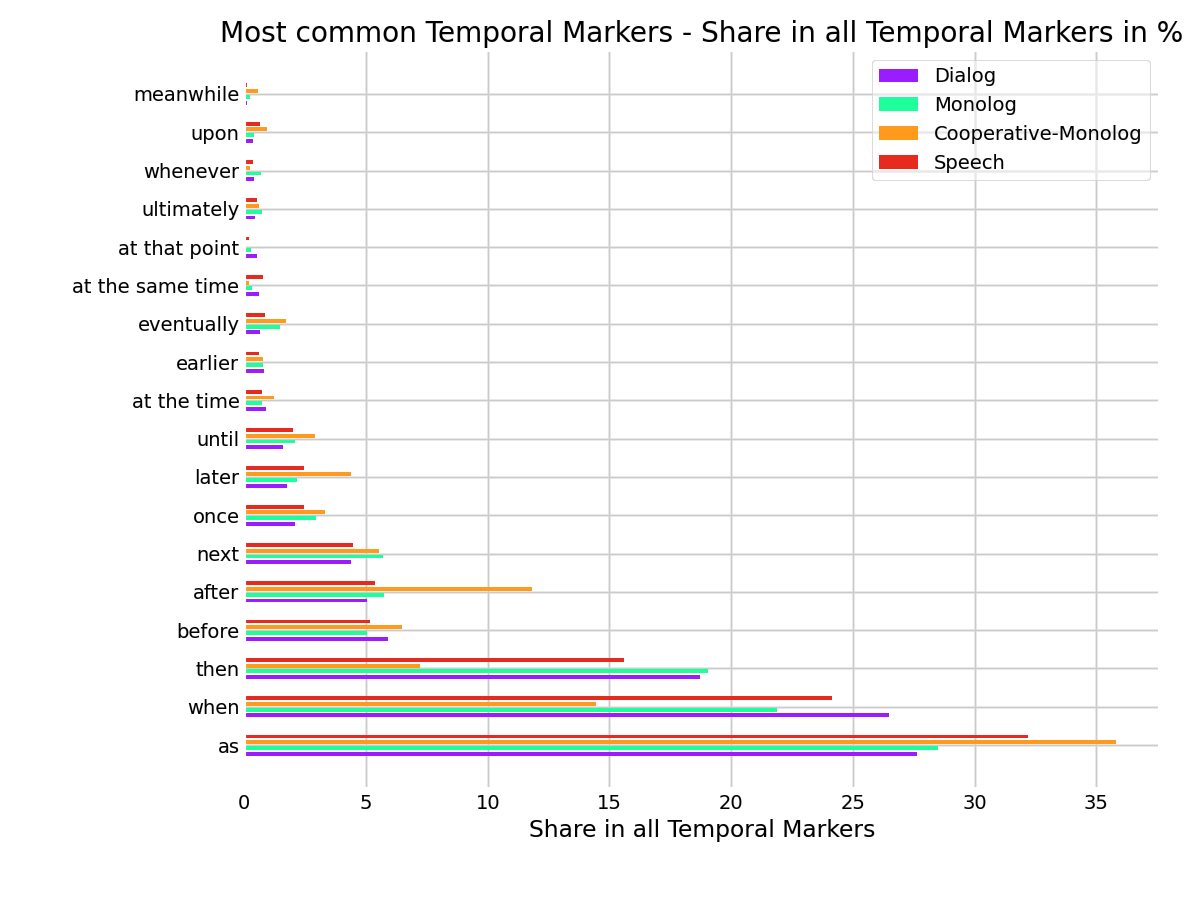 Most common Temporal Markers - Share in all Temporal Markers in %
Dialog
Monolog
Cooperative-Monolog
Speech
meanwhile
upon
whenever
ultimately
at that point
at the same time
eventually
earlier
at the time
until
later
once
next
after
before
then
when
as
0 5 10 15 20 25 30 35
Share in all Temporal Markers